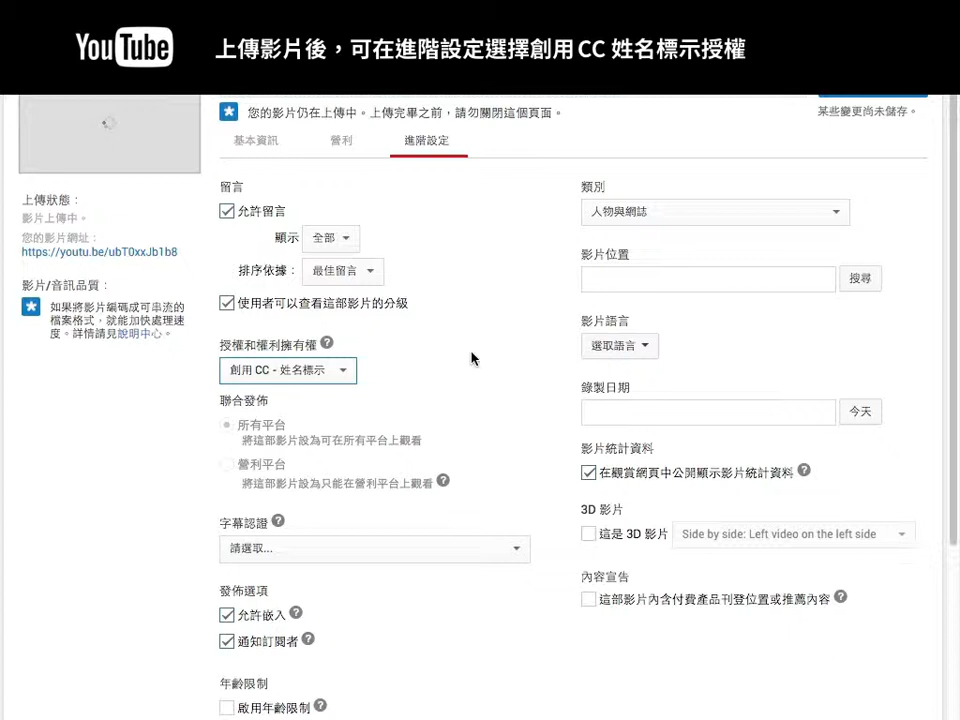 YouTube
上傳影片後，可在進階設定選擇創用 CC 姓名標示授權
您的影片仍在上傳中。上傳完畢之前，請勿關閉這個頁面。
某些變更尚未儲存。
基本資訊
營利
進階設定
上傳狀態：
影片上傳中。
您的影片網址：
https://youtu.be/ubT0xxJb1b8
影片/音訊品質：
如果將影片編碼成可串流的
檔案格式，就能加快處理速
度。詳情請見說明中心。
留言
允許留言
顯示 全部
排序依據： 最佳留言
使用者可以查看這部影片的分級
授權和權利擁有權 ?
創用 CC - 姓名標示
聯合發佈
所有平台
將這部影片設為可在所有平台上觀看
營利平台
將這部影片設為只能在營利平台上觀看 ?
字幕認證 ?
請選取...
發佈選項
允許嵌入 ?
通知訂閱者 ?
年齡限制
啟用年齡限制 ?
類別
人物與網誌
影片位置
搜尋
影片語言
選取語言
錄製日期
今天
影片統計資料
在觀賞網頁中公開顯示影片統計資料 ?
3D 影片
這是 3D 影片 Side by side: Left video on the left side
內容宣告
這部影片內含付費產品刊登位置或推薦內容 ?